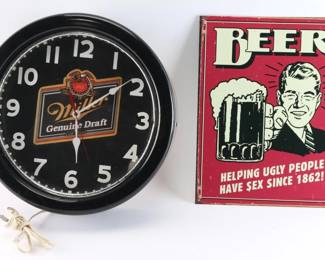 12
1
2
3
4
5
6
7
8
9
10
11
Miller
Genuine Draft
BEER
HELPING UGLY PEOPLE
HAVE SEX SINCE 1862!